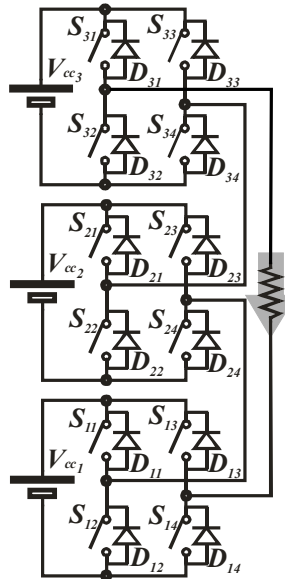 S31 S33
Vcc3
D31 D33
S32 S34
D32 D34
S21 S23
Vcc2
D21 D23
S22 S24
D22 D24
S11 S13
Vcc1
D11 D13
S12 S14
D12 D14